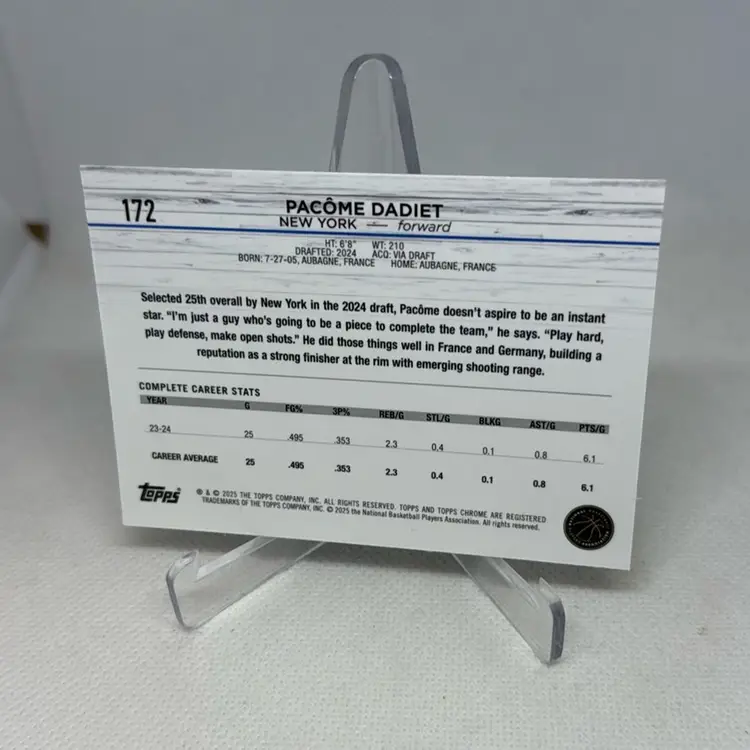 172
PACÔME DADIET
NEW YORK — forward
HT: 6'8" WT: 210
DRAFTED: 2024 ACQ: VIA DRAFT
BORN: 7-27-05, AUBAGNE, FRANCE HOME: AUBAGNE, FRANCE
Selected 25th overall by New York in the 2024 draft, Pacôme doesn't aspire to be an instant
star. "I'm just a guy who's going to be a piece to complete the team," he says. "Play hard,
play defense, make open shots." He did those things well in France and Germany, building a
reputation as a strong finisher at the rim with emerging shooting range.
COMPLETE CAREER STATS
YEAR G FG% 3P% REB/G STL/G BLKG AST/G PTS/G
23-24 25 .495 .353 2.3 0.4 0.1 0.8 6.1
CAREER AVERAGE 25 .495 .353 2.3 0.4 0.1 0.8 6.1
topps
® & © 2025 THE TOPPS COMPANY, INC. ALL RIGHTS RESERVED. TOPPS AND TOPPS CHROME ARE REGISTERED
TRADEMARKS OF THE TOPPS COMPANY, INC. © 2025 the National Basketball Players Association. All rights reserved.